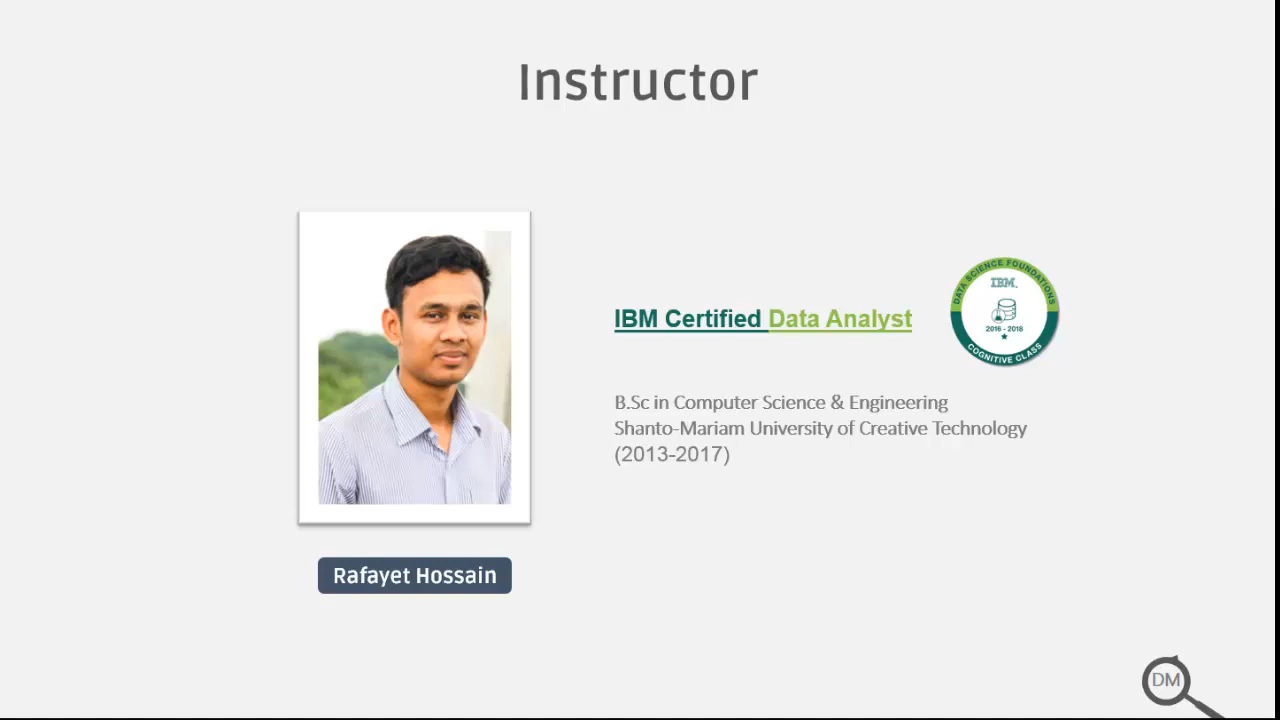 Instructor
IBM Certified Data Analyst
DATA SCIENCE FOUNDATIONS
IBM.
2016 - 2018
COGNITIVE CLASS
B.Sc in Computer Science & Engineering
Shanto-Mariam University of Creative Technology
(2013-2017)
Rafayet Hossain
DM